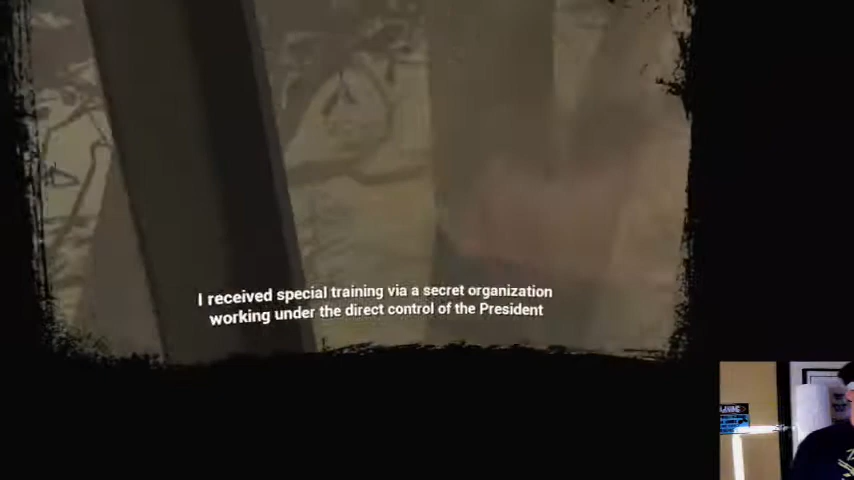 I received special training via a secret organization
working under the direct control of the President